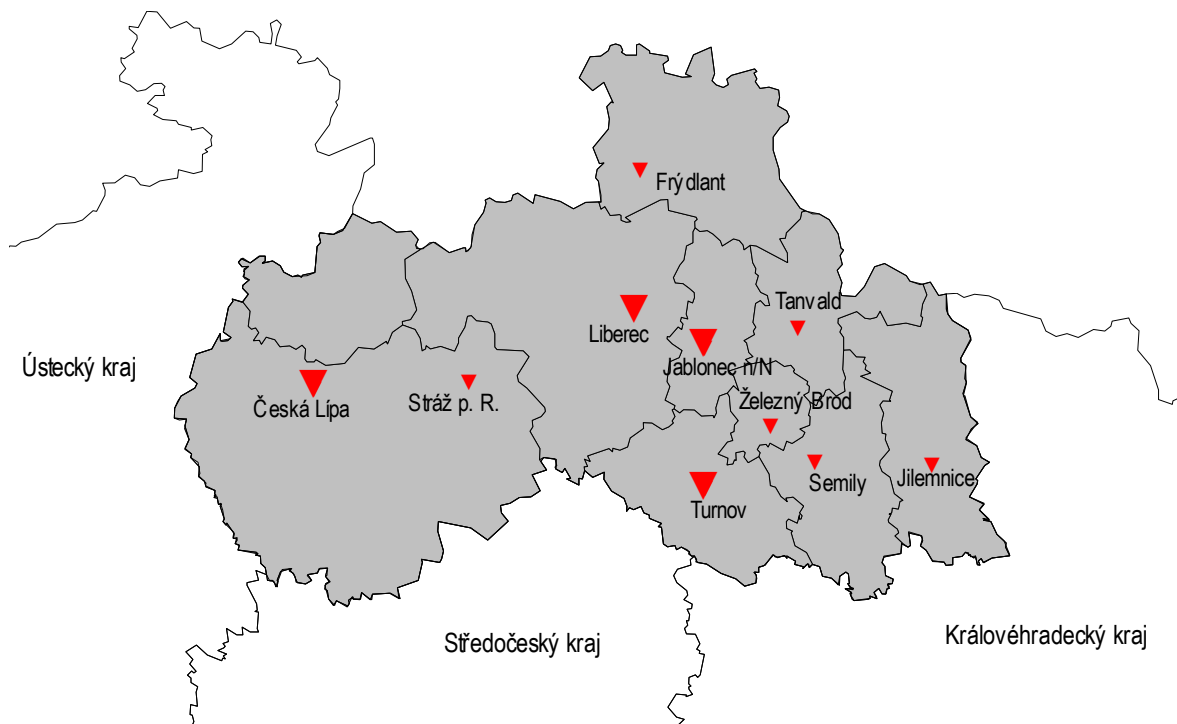 Frýdlant
Tanvald
Liberec
Jablonec n/N
Ústecký kraj
Česká Lípa
Stráž p. R.
Železný Brod
Turnov
Semily
Jilemnice
Středočeský kraj
Královéhradecký kraj